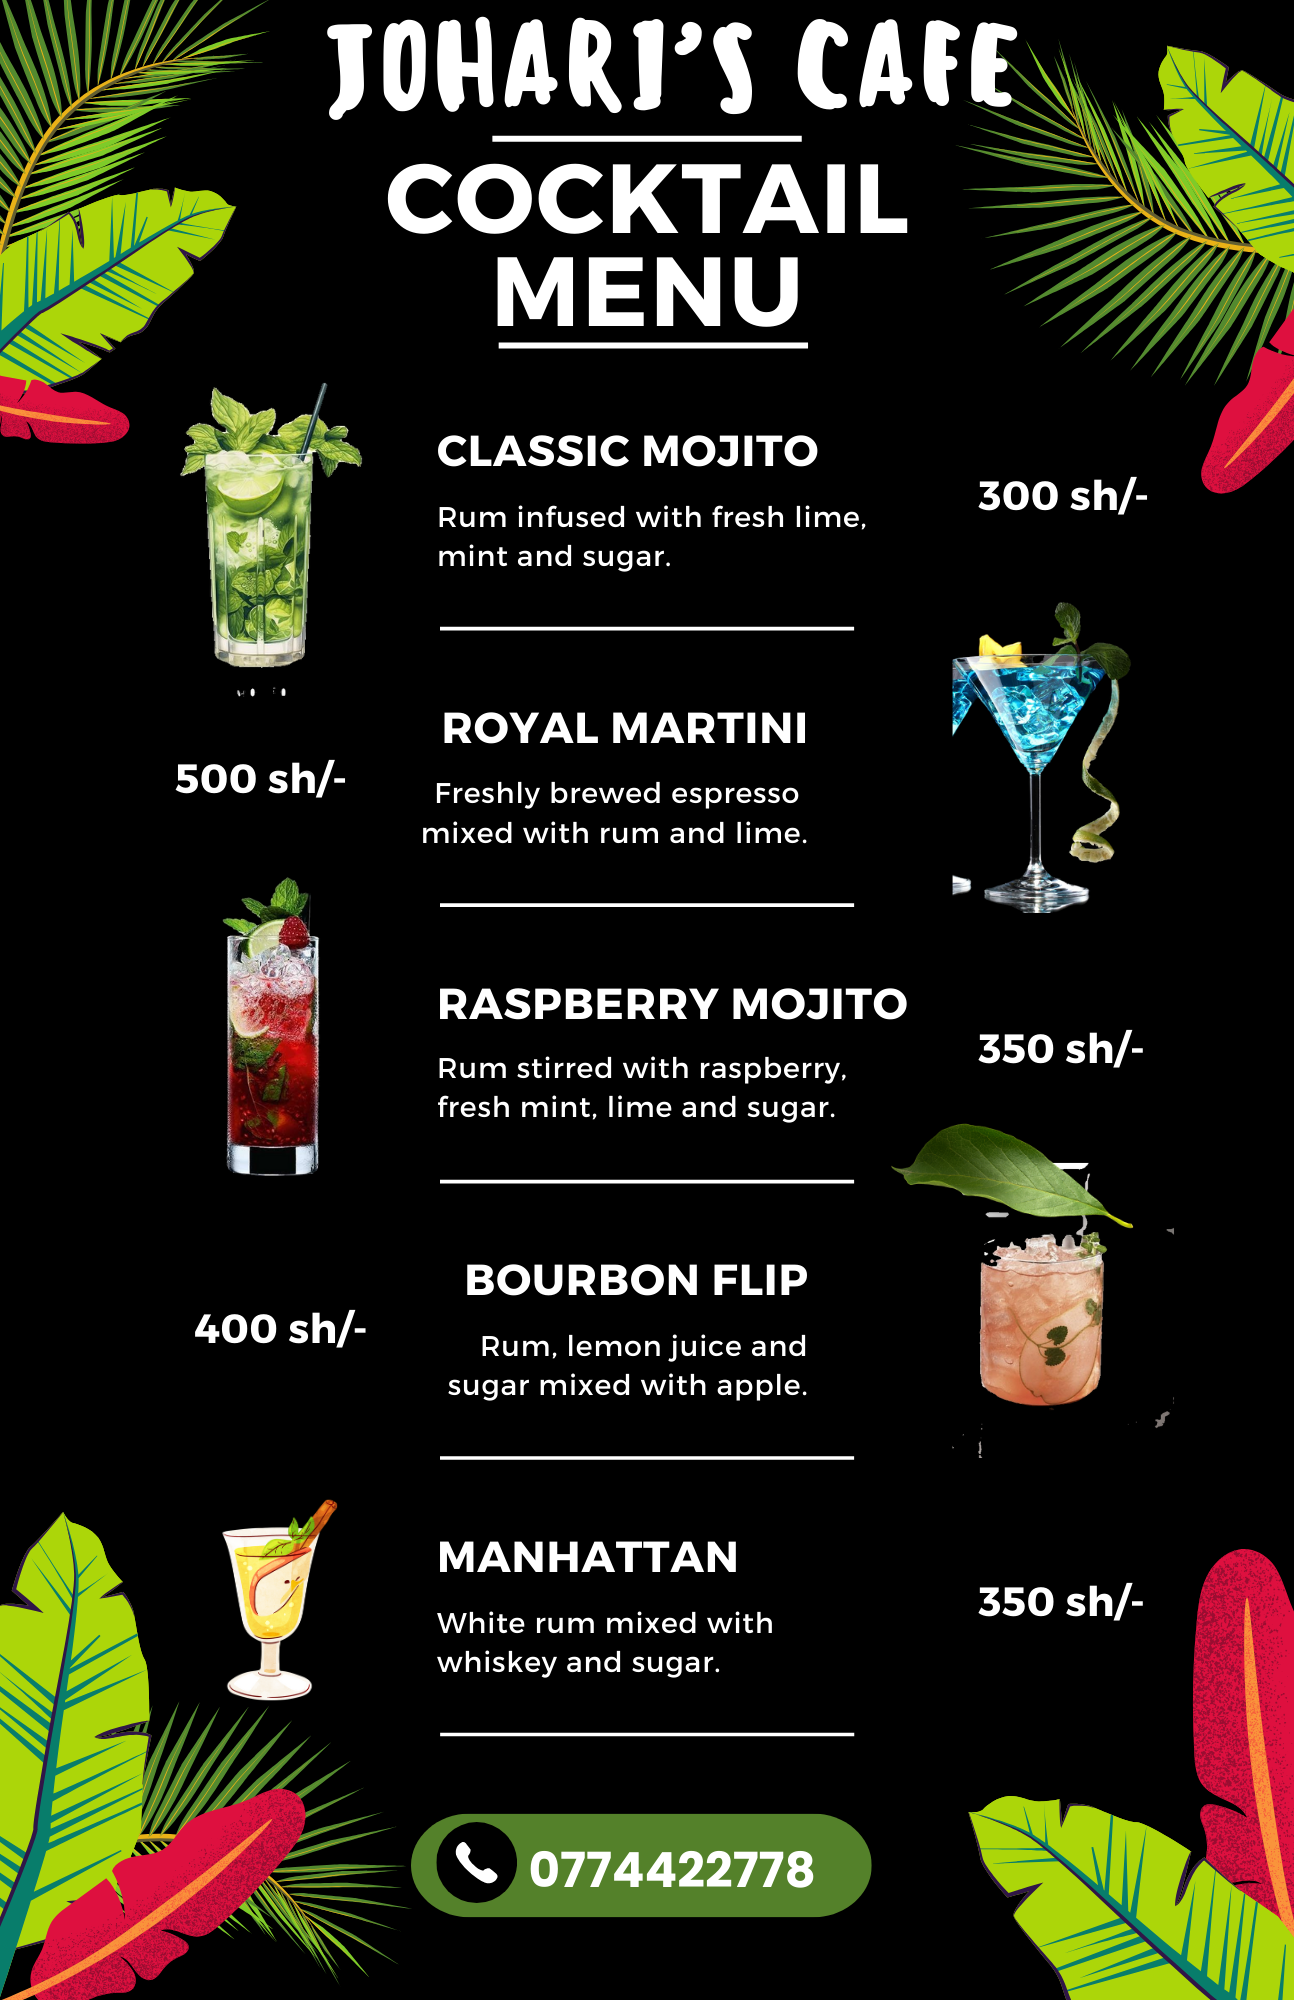 JOHARI'S CAFE
COCKTAIL
MENU
CLASSIC MOJITO
Rum infused with fresh lime,
mint and sugar.
300 sh/-
ROYAL MARTINI
Freshly brewed espresso
mixed with rum and lime.
500 sh/-
RASPBERRY MOJITO
Rum stirred with raspberry,
fresh mint, lime and sugar.
350 sh/-
BOURBON FLIP
Rum, lemon juice and
sugar mixed with apple.
400 sh/-
MANHATTAN
White rum mixed with
whiskey and sugar.
350 sh/-
0774422778